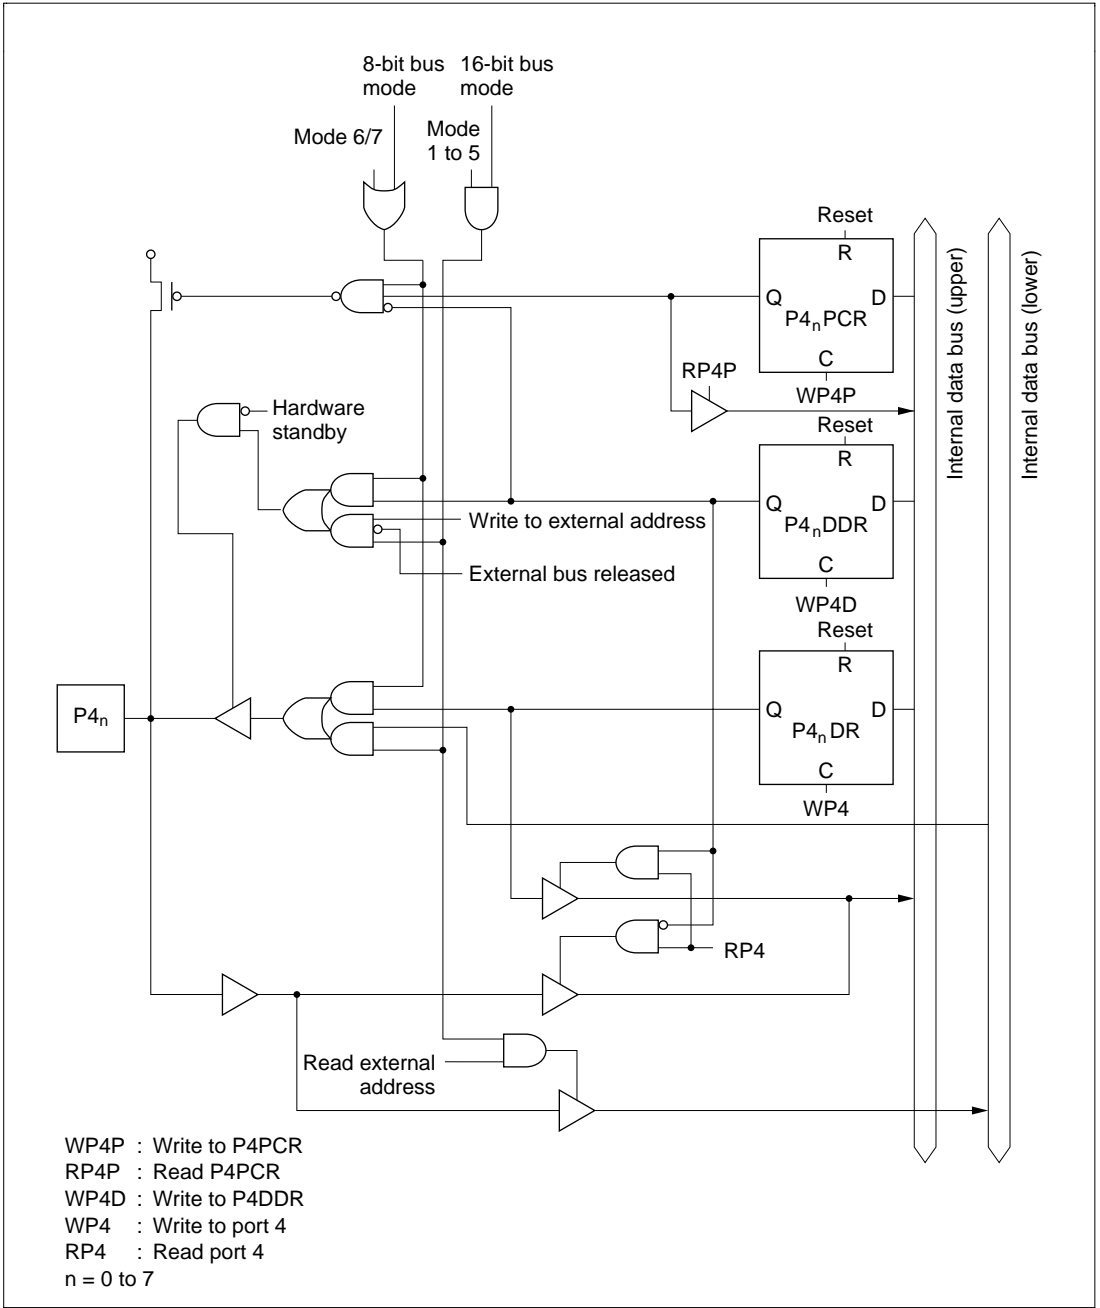 8-bit bus
mode
16-bit bus
mode
Mode 6/7
Mode
1 to 5
Reset
R
Q
D
P4nPCR
C
WP4P
RP4P
Internal data bus (upper)
Internal data bus (lower)
Hardware
standby
Reset
R
Q
D
P4nDDR
C
WP4D
Write to external address
External bus released
Reset
R
Q
D
P4nDR
C
WP4
P4n
RP4
Read external
address
WP4P : Write to P4PCR
RP4P : Read P4PCR
WP4D : Write to P4DDR
WP4 : Write to port 4
RP4 : Read port 4
n = 0 to 7